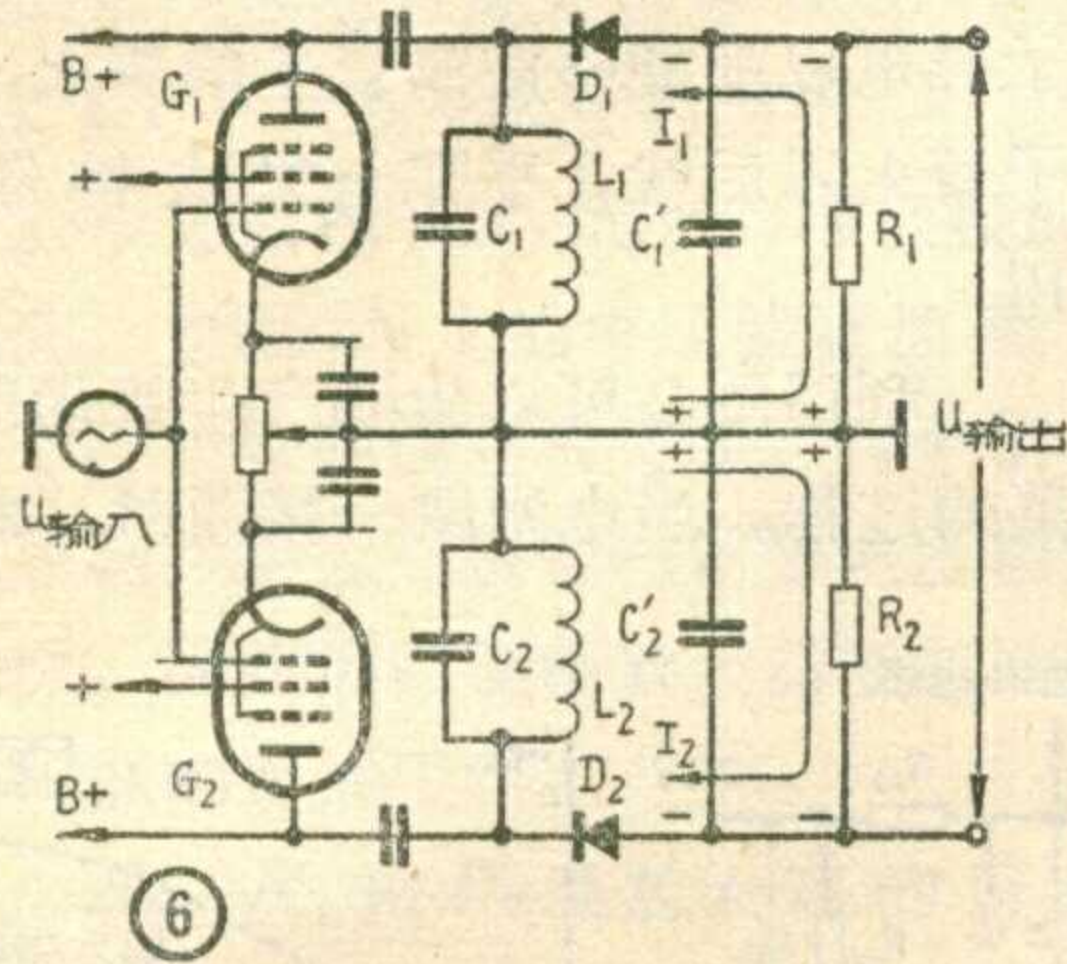 B+
G₁
D₁
I₁
+
C₁
L₁
C′₁
R₁
U输入
U输出
+
C₂
L₂
C′₂
R₂
I₂
B+
G₂
D₂
− −
+ +
+ +
− −
⑥